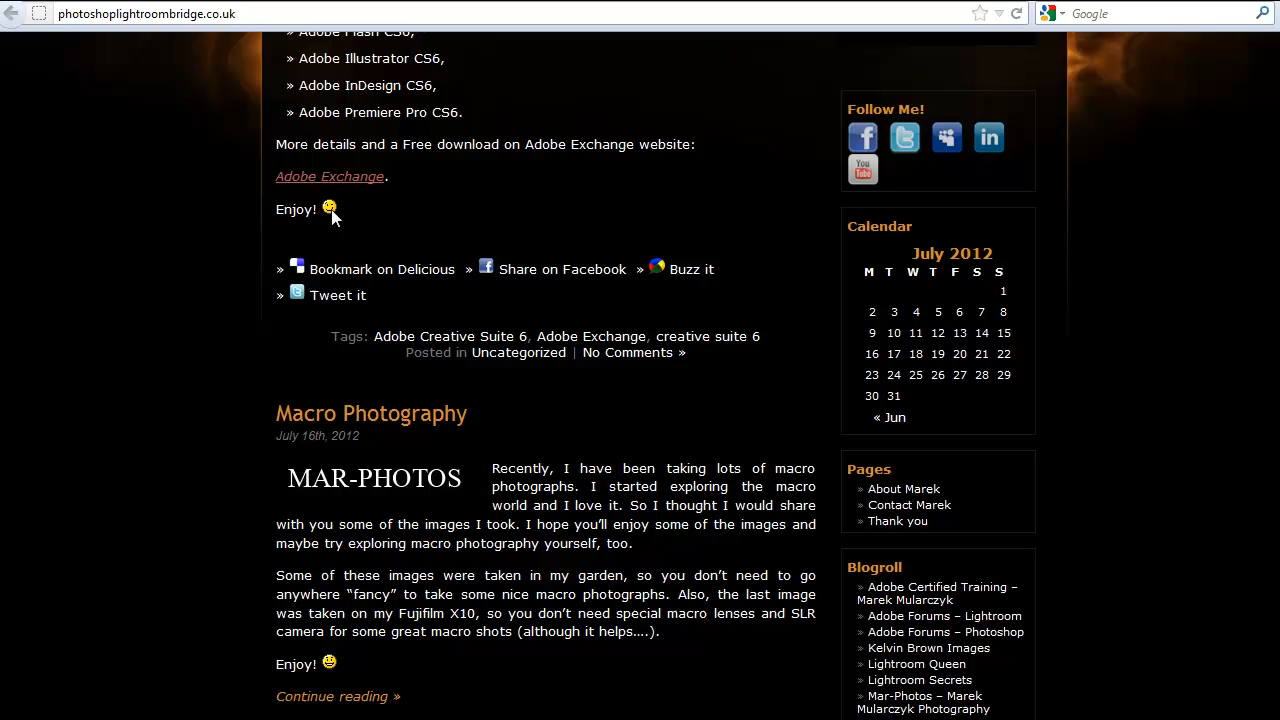 photoshoplightroombridge.co.uk
Google
» Adobe Flash CS6,
» Adobe Illustrator CS6,
» Adobe InDesign CS6,
» Adobe Premiere Pro CS6.
More details and a Free download on Adobe Exchange website:
Adobe Exchange.
Enjoy!
» Bookmark on Delicious » Share on Facebook » Buzz it
» Tweet it
Tags: Adobe Creative Suite 6, Adobe Exchange, creative suite 6
Posted in Uncategorized | No Comments »
Macro Photography
July 16th, 2012
MAR-PHOTOS
Recently, I have been taking lots of macro
photographs. I started exploring the macro
world and I love it. So I thought I would share
with you some of the images I took. I hope you'll enjoy some of the images and
maybe try exploring macro photography yourself, too.
Some of these images were taken in my garden, so you don't need to go
anywhere “fancy” to take some nice macro photographs. Also, the last image
was taken on my Fujifilm X10, so you don't need special macro lenses and SLR
camera for some great macro shots (although it helps....).
Enjoy!
Continue reading »
Follow Me!
You
Tube
Calendar
July 2012
M T W T F S S
1
2 3 4 5 6 7 8
9 10 11 12 13 14 15
16 17 18 19 20 21 22
23 24 25 26 27 28 29
30 31
« Jun
Pages
» About Marek
» Contact Marek
» Thank you
Blogroll
» Adobe Certified Training –
Marek Mularczyk
» Adobe Forums – Lightroom
» Adobe Forums – Photoshop
» Kelvin Brown Images
» Lightroom Queen
» Lightroom Secrets
» Mar-Photos – Marek
Mularczyk Photography